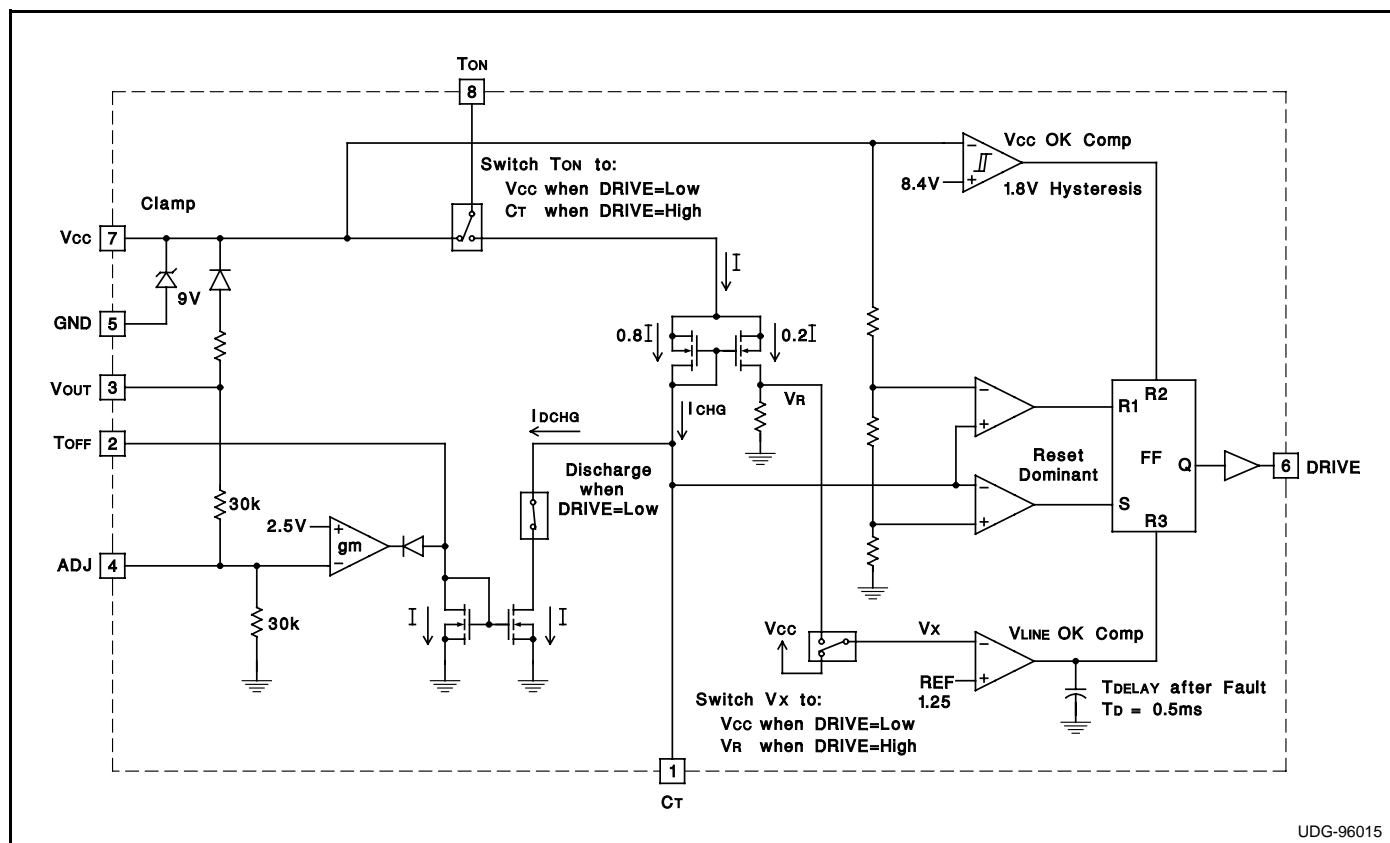 TON
8
Switch TON to:
VCC when DRIVE=Low
CT when DRIVE=High
VCC OK Comp
8.4V
1.8V Hysteresis
Clamp
VCC 7
9V
GND 5
VOUT 3
TOFF 2
ADJ 4
I
0.8I
0.2I
VR
ICHG
IDCHG
Discharge
when
DRIVE=Low
30k
2.5V
gm
30k
I
I
R1
R2
Reset
Dominant
FF
Q
S
R3
6 DRIVE
VCC
VX
VLINE OK Comp
REF
1.25
Switch VX to:
VCC when DRIVE=Low
VR when DRIVE=High
TDELAY after Fault
TD = 0.5ms
1
CT
UDG-96015
+
-
+
-
+
-
+
-
+
-